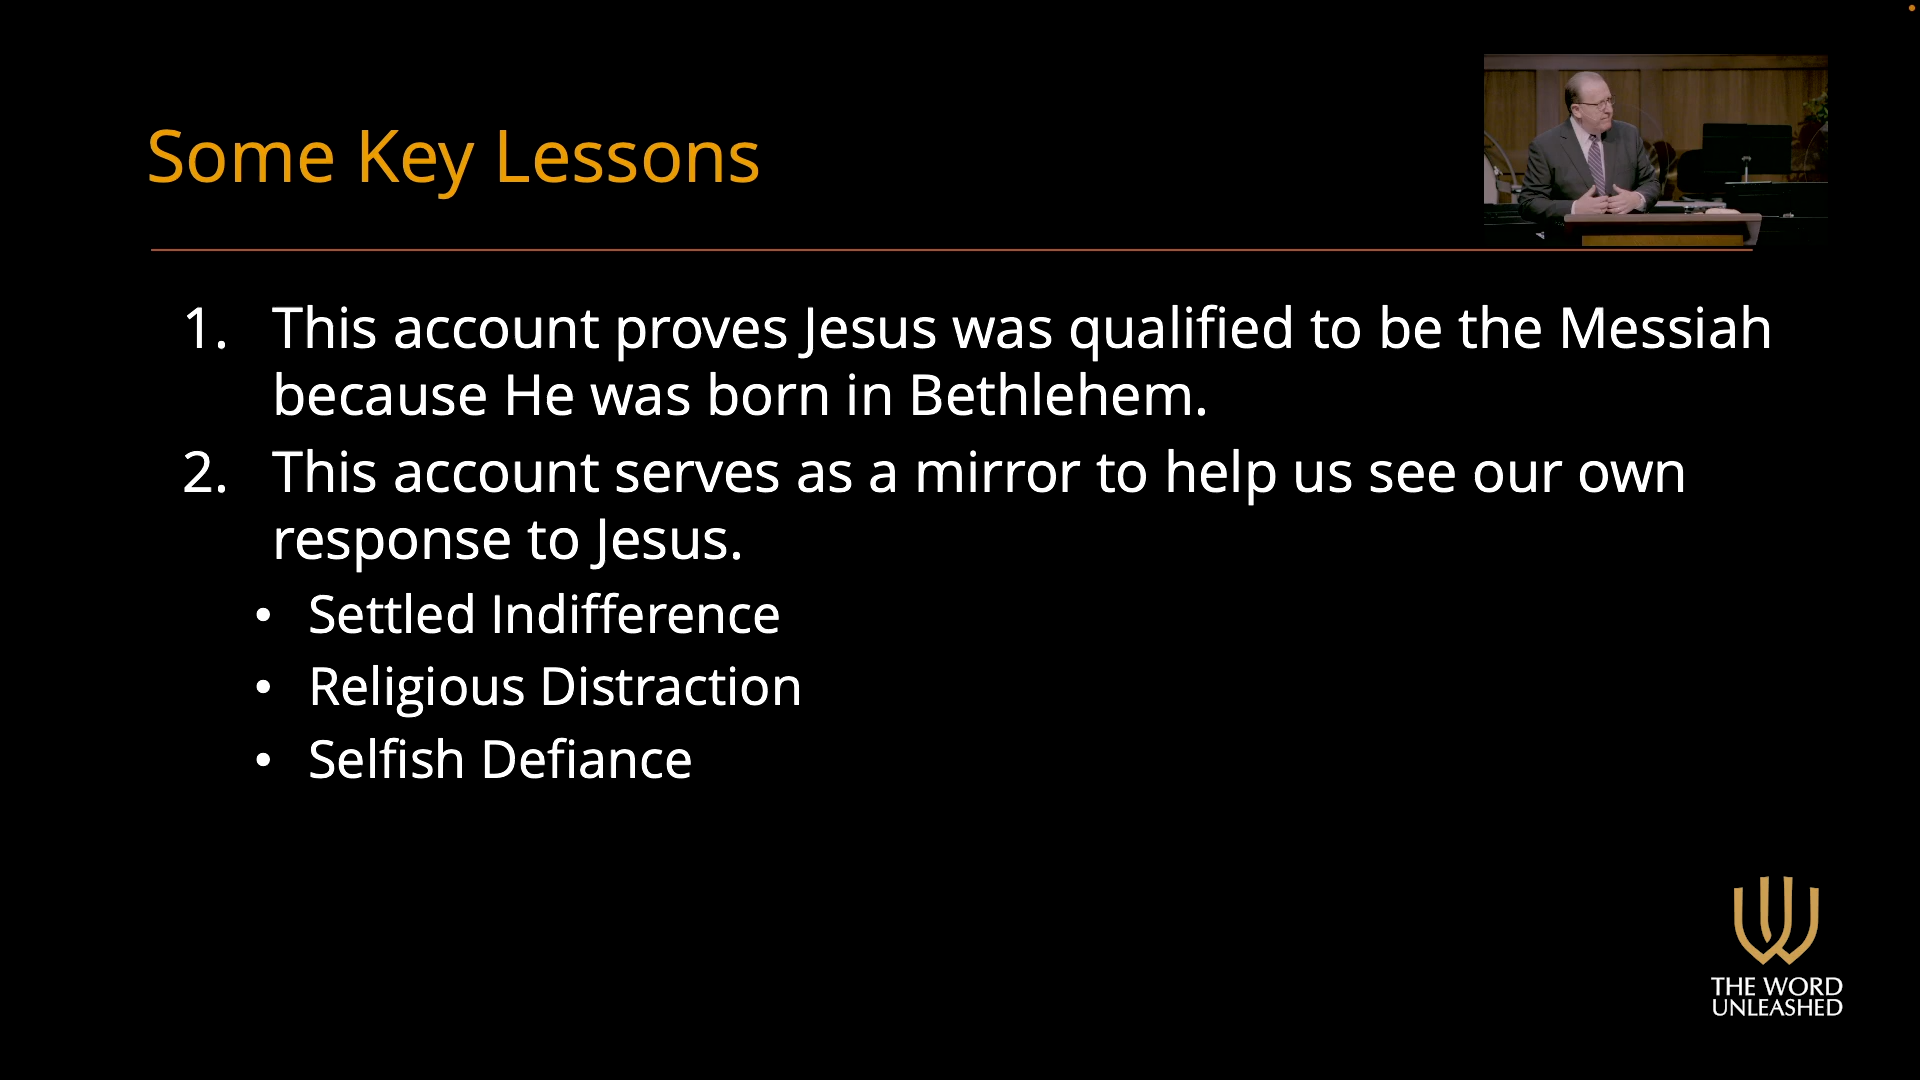 Some Key Lessons
1. This account proves Jesus was qualified to be the Messiah
because He was born in Bethlehem.
2. This account serves as a mirror to help us see our own
response to Jesus.
• Settled Indifference
• Religious Distraction
• Selfish Defiance
THE WORD
UNLEASHED